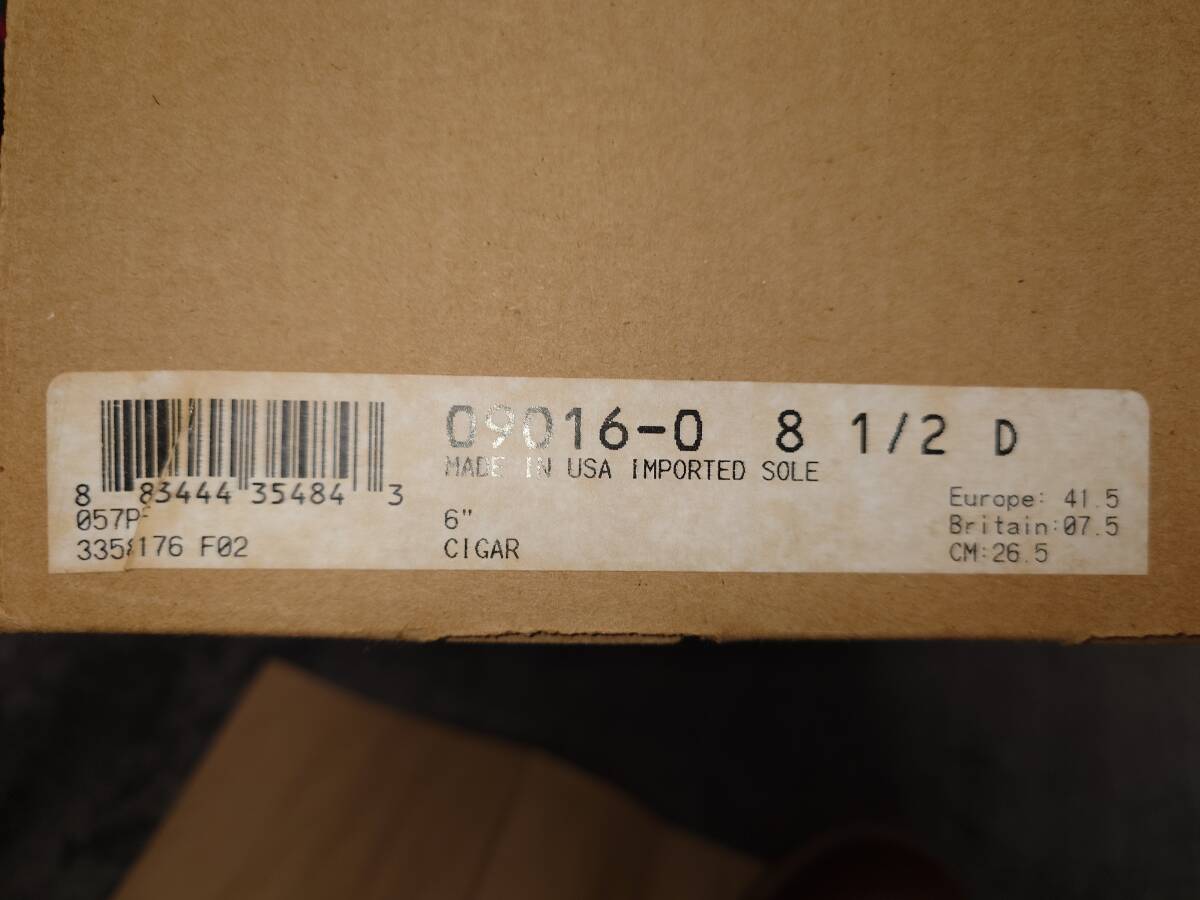 8 83444 35484 3
09016-0 8 1/2 D
MADE IN USA IMPORTED SOLE
6"
CIGAR
176 F02
Europe: 41.5
Britain:07.5
CM:26.5